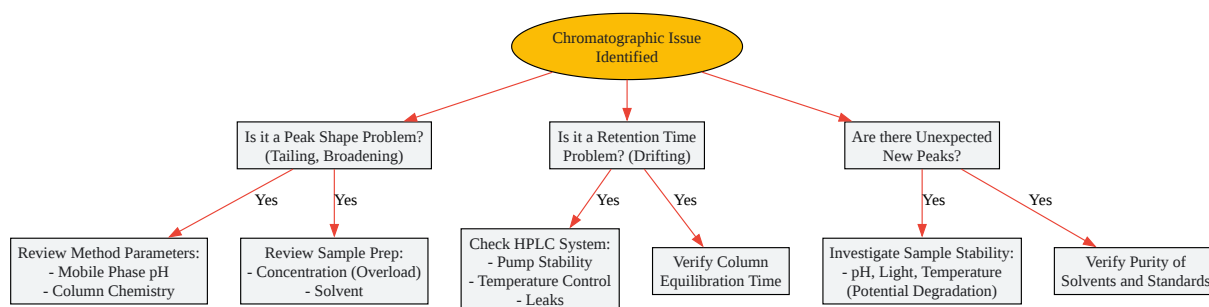 Chromatographic Issue
Identified
Is it a Peak Shape Problem?
(Tailing, Broadening)
Is it a Retention Time
Problem? (Drifting)
Are there Unexpected
New Peaks?
Yes
Yes
Yes
Yes
Yes
Yes
Review Method Parameters:
- Mobile Phase pH
- Column Chemistry
Review Sample Prep:
- Concentration (Overload)
- Solvent
Check HPLC System:
- Pump Stability
- Temperature Control
- Leaks
Verify Column
Equilibration Time
Investigate Sample Stability:
- pH, Light, Temperature
(Potential Degradation)
Verify Purity of
Solvents and Standards